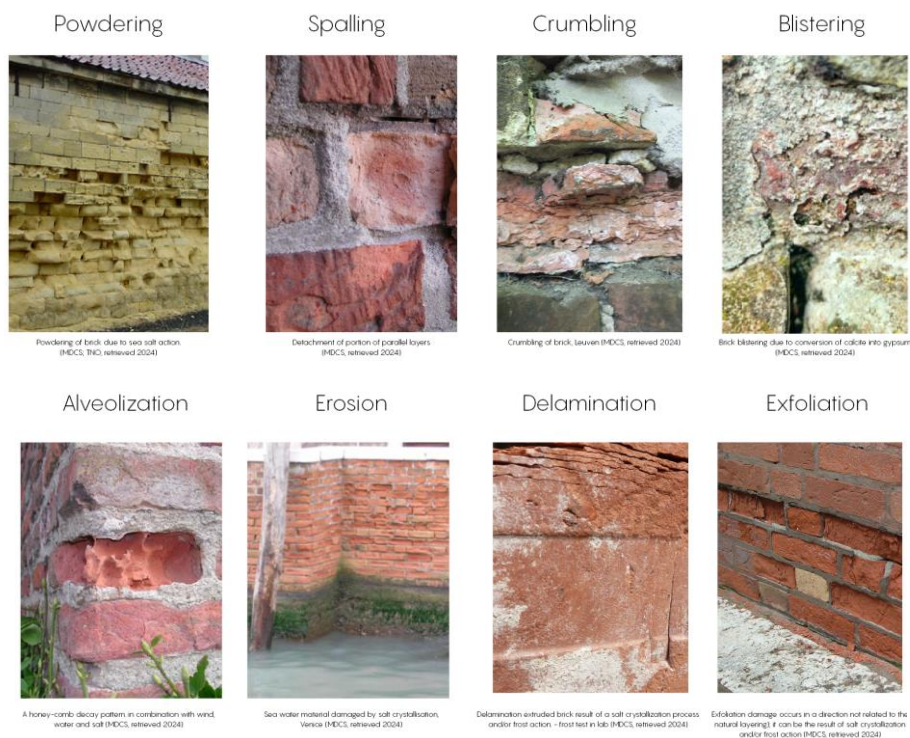 Powdering
Spalling
Crumbling
Blistering
Powdering of brick due to sea salt action.
(MDCS; TNO, retrieved 2024)
Detachment of portion of parallel layers
(MDCS, retrieved 2024)
Crumbling of brick, Leuven (MDCS, retrieved 2024)
Brick blistering due to conversion of calcite into gypsum
(MDCS, retrieved 2024)
Alveolization
Erosion
Delamination
Exfoliation
A honey-comb decay pattern, in combination with wind,
water and salt (MDCS, retrieved 2024)
Sea water material damaged by salt crystallisation,
Venice (MDCS, retrieved 2024)
Delamination extruded brick result of a salt crystallization process
and/or frost action. - frost test in lab (MDCS, retrieved 2024)
Exfoliation damage occurs in a direction not related to the
natural layering; it can be the result of salt crystallization
and/or frost action (MDCS, retrieved 2024)